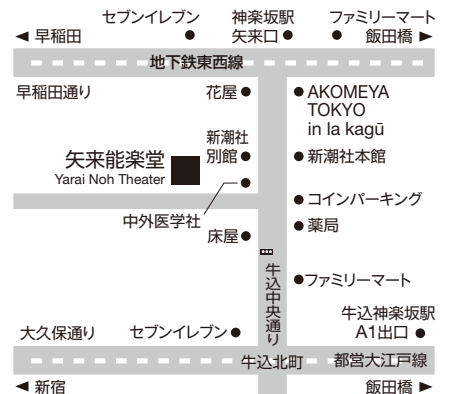 セブンイレブン
神楽坂駅
矢来口
ファミリーマート
早稲田
飯田橋
地下鉄東西線
早稲田通り
花屋
AKOMEYA
TOKYO
in la kagū
新潮社
別館
新潮社本館
矢来能楽堂
Yarai Noh Theater
コインパーキング
中外医学社
薬局
床屋
牛込中央通り
ファミリーマート
牛込神楽坂駅
A1出口
大久保通り
セブンイレブン
牛込北町
都営大江戸線
新宿
飯田橋